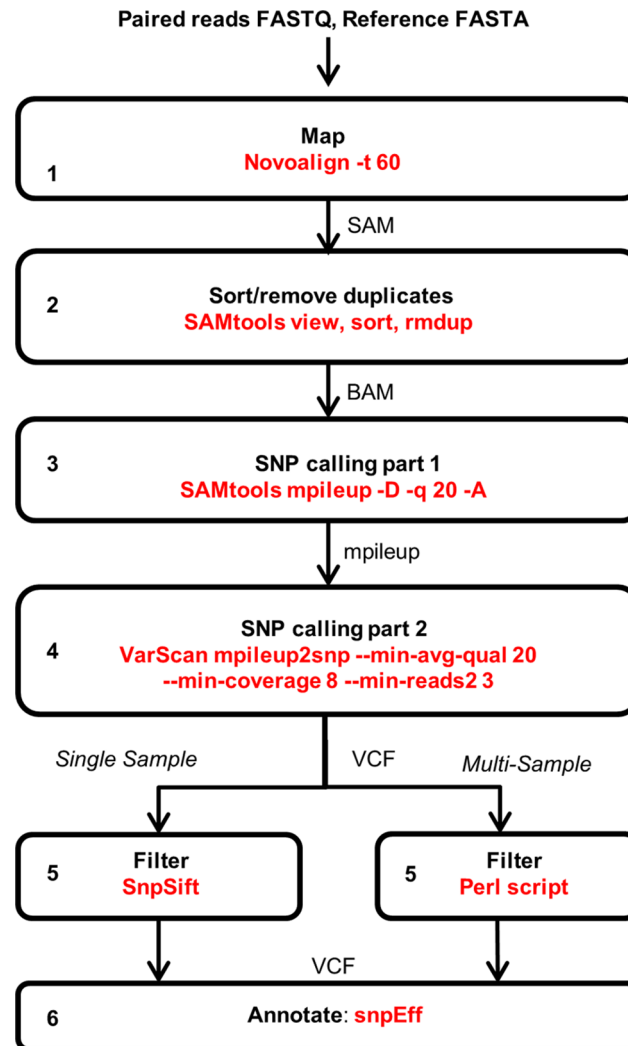 Paired reads FASTQ, Reference FASTA
Map
Novoalign -t 60
1
SAM
2
Sort/remove duplicates
SAMtools view, sort, rmdup
BAM
3
SNP calling part 1
SAMtools mpileup -D -q 20 -A
mpileup
SNP calling part 2
4
VarScan mpileup2snp --min-avg-qual 20
--min-coverage 8 --min-reads2 3
Single Sample
VCF
Multi-Sample
5
Filter
SnpSift
5
Filter
Perl script
VCF
6
Annotate: snpEff